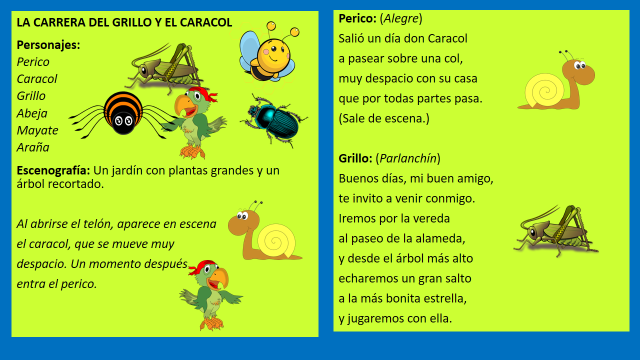 LA CARRERA DEL GRILLO Y EL CARACOL
Personajes:
Perico
Caracol
Grillo
Abeja
Mayate
Araña
Escenografía: Un jardín con plantas grandes y un
árbol recortado.
Al abrirse el telón, aparece en escena
el caracol, que se mueve muy
despacio. Un momento después,
entra el perico.
Perico: (Alegre)
Salió un día don Caracol
a pasear sobre una col,
muy despacio con su casa
que por todas partes pasa.
(Sale de escena.)
Grillo: (Parlanchín)
Buenos días, mi buen amigo,
te invito a venir conmigo.
Iremos por la vereda
al paseo de la alameda,
y desde el árbol más alto
echaremos un gran salto
a la más bonita estrella,
y jugaremos con ella.